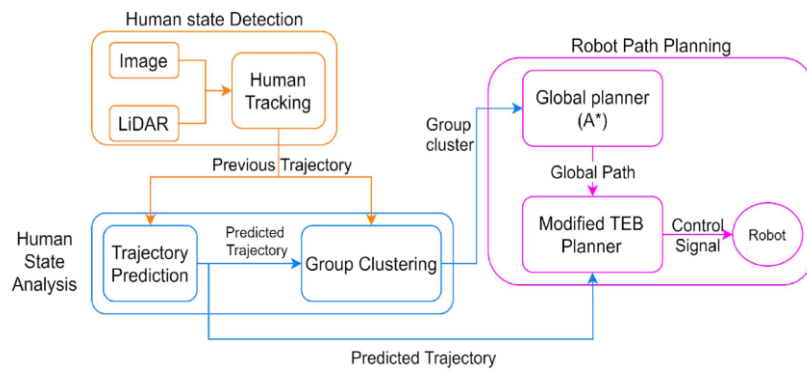 Human state Detection
Image
LiDAR
Human
Tracking
Previous Trajectory
Human
State
Analysis
Trajectory
Prediction
Predicted
Trajectory
Group Clustering
Predicted Trajectory
Group
cluster
Robot Path Planning
Global planner
(A*)
Global Path
Modified TEB
Planner
Control
Signal
Robot